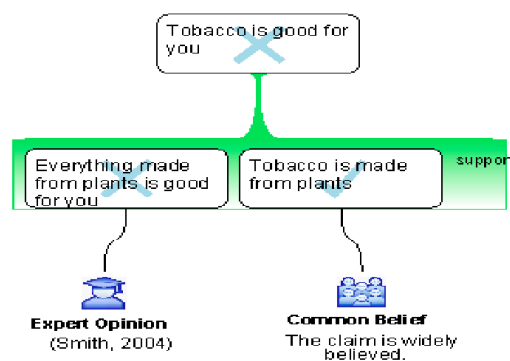 Tobacco is good for
you
Everything made
from plants is good
for you
Tobacco is made
from plants
suppor
Expert Opinion
(Smith, 2004)
Common Belief
The claim is widely
believed.